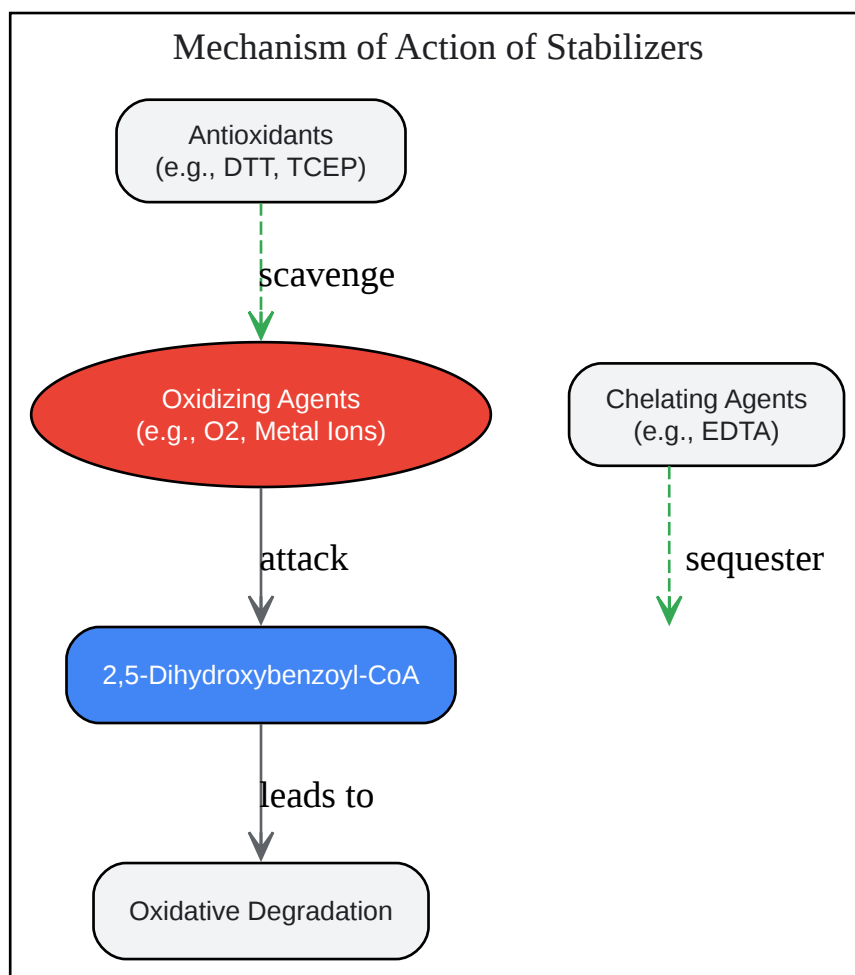 Mechanism of Action of Stabilizers
Antioxidants
(e.g., DTT, TCEP)
scavenge
Oxidizing Agents
(e.g., O2, Metal Ions)
Chelating Agents
(e.g., EDTA)
attack
sequester
2,5-Dihydroxybenzoyl-CoA
leads to
Oxidative Degradation